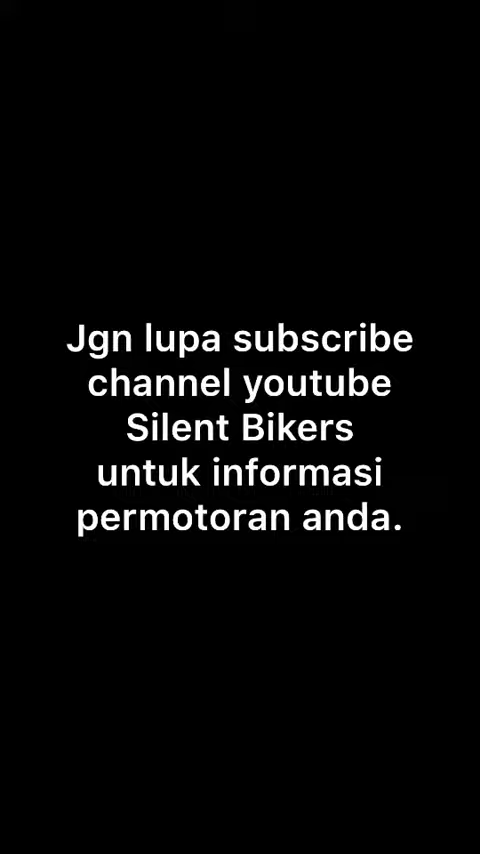 Jgn lupa subscribe
channel youtube
Silent Bikers
untuk informasi
permotoran anda.